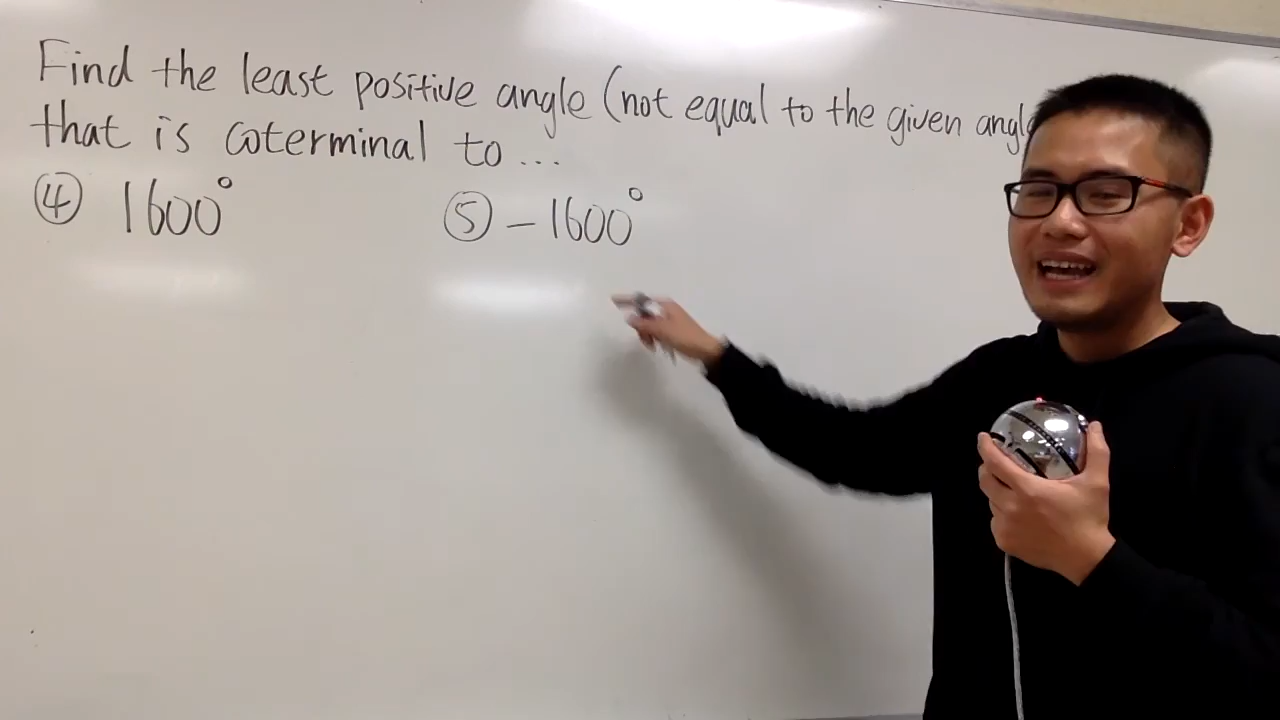 Find the least positive angle (not equal to the given angle
that is coterminal to ...
④ 1600° ⑤ -1600°